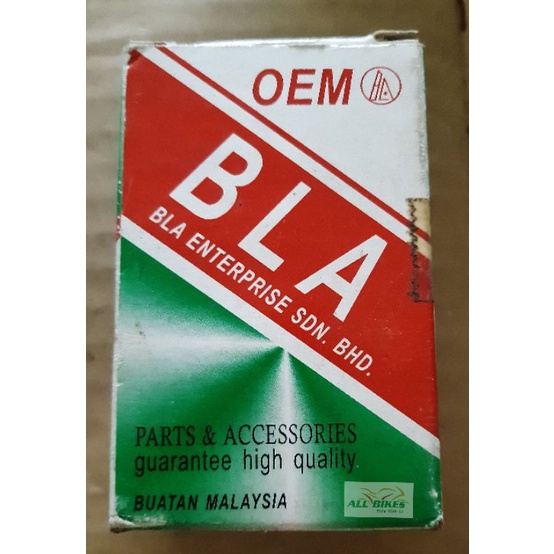 OEM
BLA
BLA ENTERPRISE SDN. BHD.
PARTS & ACCESSORIES
guarantee high quality
BUATAN MALAYSIA
ALL BIKES